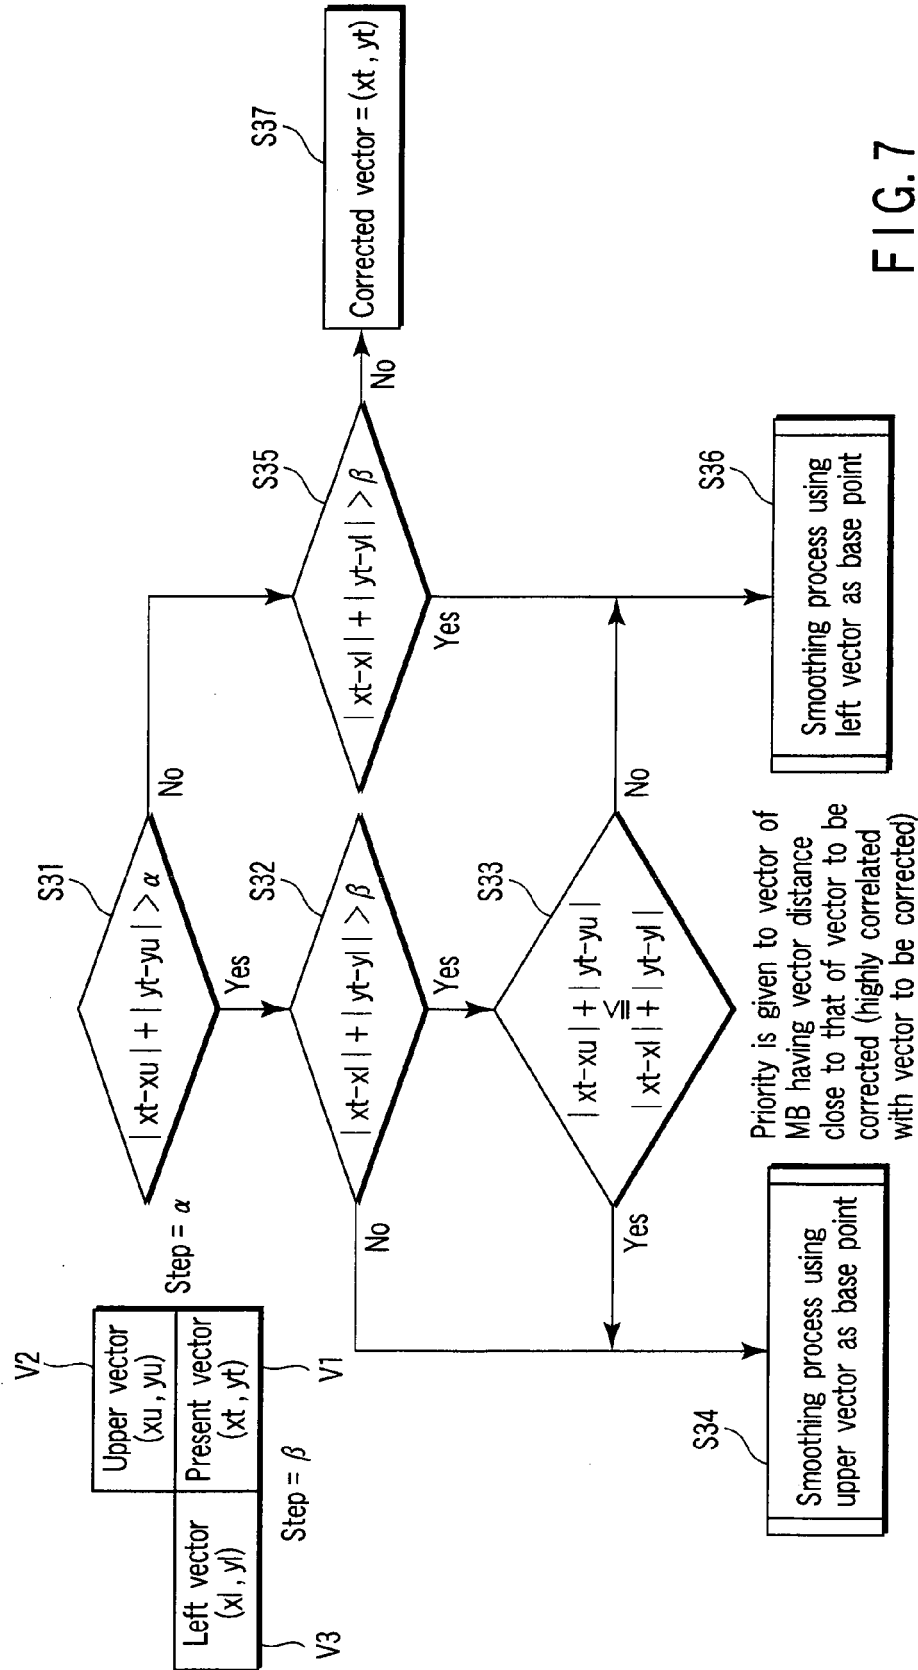 V2
Upper vector
(xu , yu)
Left vector
(xl , yl)
Present vector
(xt , yt)
V3
V1
Step = α
Step = β
S31
| xt-xu | + | yt-yu | > α
No
Yes
S32
| xt-xl | + | yt-yl | > β
No
Yes
S35
| xt-xl | + | yt-yl | > β
No
Yes
S37
Corrected vector = (xt , yt)
S33
| xt-xu | + | yt-yu |
≦
| xt-xl | + | yt-yl |
Yes
No
S34
Smoothing process using
upper vector as base point
Priority is given to vector of
MB having vector distance
close to that of vector to be
corrected (highly correlated
with vector to be corrected)
S36
Smoothing process using
left vector as base point
FIG. 7